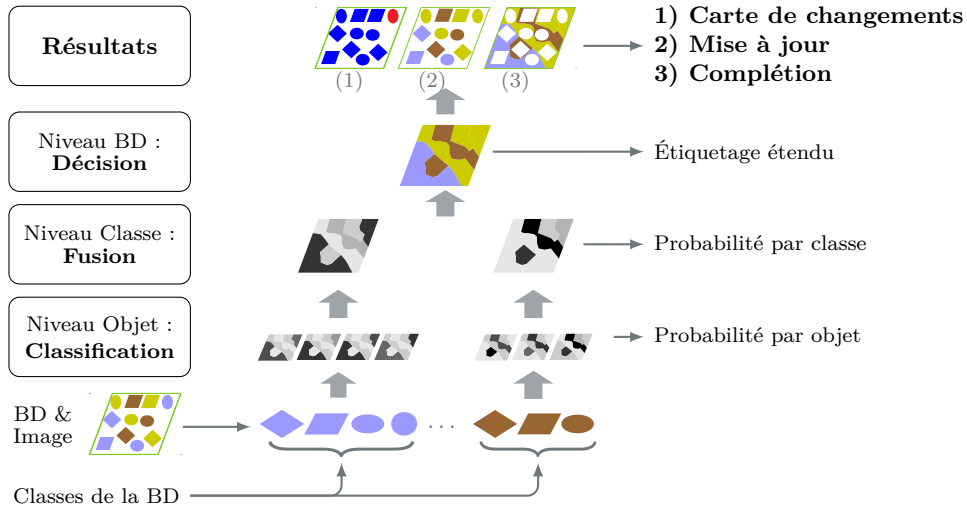 Résultats
(1)
(2)
(3)
1) Carte de changements
2) Mise à jour
3) Complétion
Niveau BD :
Décision
Étiquetage étendu
Niveau Classe :
Fusion
Probabilité par classe
Niveau Objet :
Classification
Probabilité par objet
BD &
Image
...
Classes de la BD